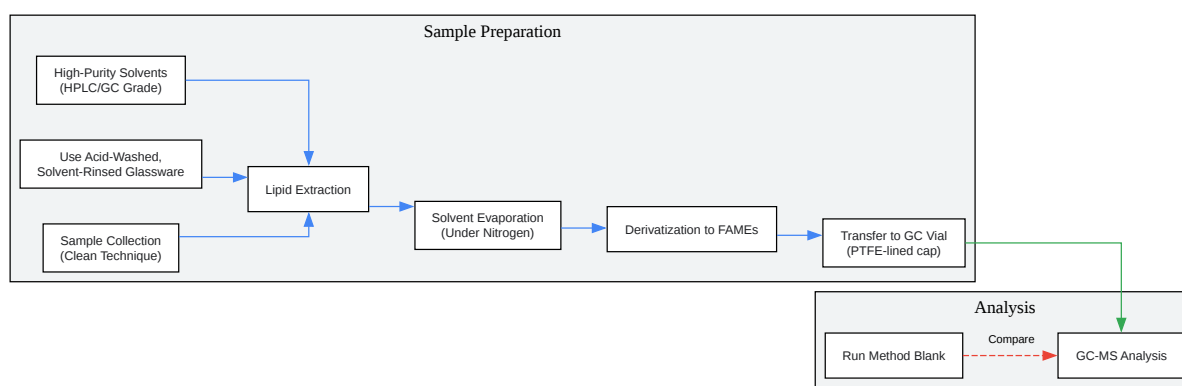 Sample Preparation
High-Purity Solvents
(HPLC/GC Grade)
Use Acid-Washed,
Solvent-Rinsed Glassware
Lipid Extraction
Sample Collection
(Clean Technique)
Solvent Evaporation
(Under Nitrogen)
Derivatization to FAMEs
Transfer to GC Vial
(PTFE-lined cap)
Analysis
Run Method Blank
Compare
GC-MS Analysis